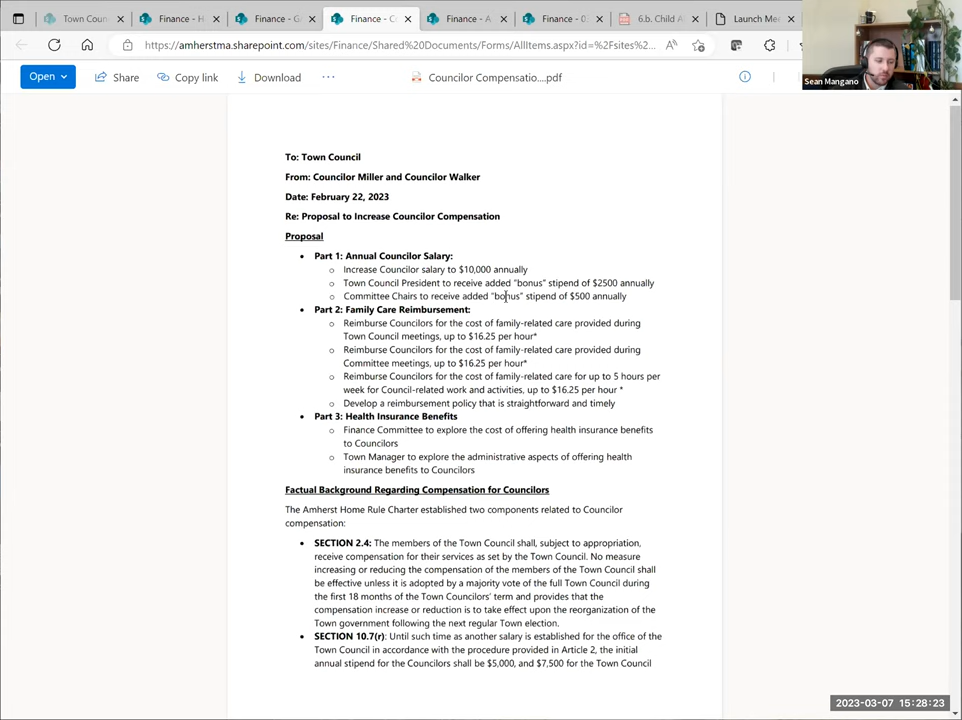 Town Coun
Finance - H
Finance - G
Finance - C
Finance - A
Finance - 0
6.b. Child A
Launch Mee
https://amherstma.sharepoint.com/sites/Finance/Shared%20Documents/Forms/AllItems.aspx?id=%2Fsites%2...
Open
Share
Copy link
Download
Councilor Compensatio....pdf
Sean Mangano
To: Town Council
From: Councilor Miller and Councilor Walker
Date: February 22, 2023
Re: Proposal to Increase Councilor Compensation
Proposal
• Part 1: Annual Councilor Salary:
o Increase Councilor salary to $10,000 annually
o Town Council President to receive added "bonus" stipend of $2500 annually
o Committee Chairs to receive added "bonus" stipend of $500 annually
• Part 2: Family Care Reimbursement:
o Reimburse Councilors for the cost of family-related care provided during
Town Council meetings, up to $16.25 per hour*
o Reimburse Councilors for the cost of family-related care provided during
Committee meetings, up to $16.25 per hour*
o Reimburse Councilors for the cost of family-related care for up to 5 hours per
week for Council-related work and activities, up to $16.25 per hour *
o Develop a reimbursement policy that is straightforward and timely
• Part 3: Health Insurance Benefits
o Finance Committee to explore the cost of offering health insurance benefits
to Councilors
o Town Manager to explore the administrative aspects of offering health
insurance benefits to Councilors
Factual Background Regarding Compensation for Councilors
The Amherst Home Rule Charter established two components related to Councilor
compensation:
• SECTION 2.4: The members of the Town Council shall, subject to appropriation,
receive compensation for their services as set by the Town Council. No measure
increasing or reducing the compensation of the members of the Town Council shall
be effective unless it is adopted by a majority vote of the full Town Council during
the first 18 months of the Town Councilors' term and provides that the
compensation increase or reduction is to take effect upon the reorganization of the
Town government following the next regular Town election.
• SECTION 10.7(r): Until such time as another salary is established for the office of the
Town Council in accordance with the procedure provided in Article 2, the initial
annual stipend for the Councilors shall be $5,000, and $7,500 for the Town Council
2023-03-07 15:28:23